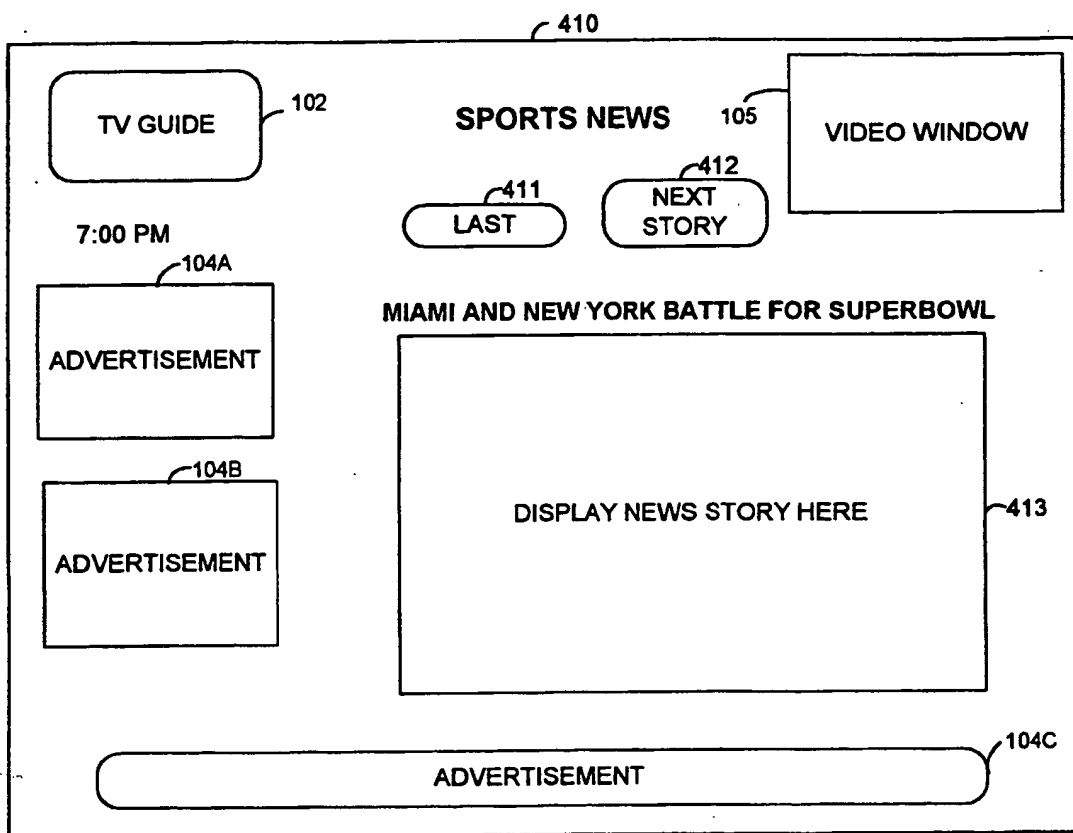 410
TV GUIDE
102
SPORTS NEWS
105
VIDEO WINDOW
411
LAST
412
NEXT
STORY
7:00 PM
104A
ADVERTISEMENT
MIAMI AND NEW YORK BATTLE FOR SUPERBOWL
104B
ADVERTISEMENT
DISPLAY NEWS STORY HERE
413
104C
ADVERTISEMENT